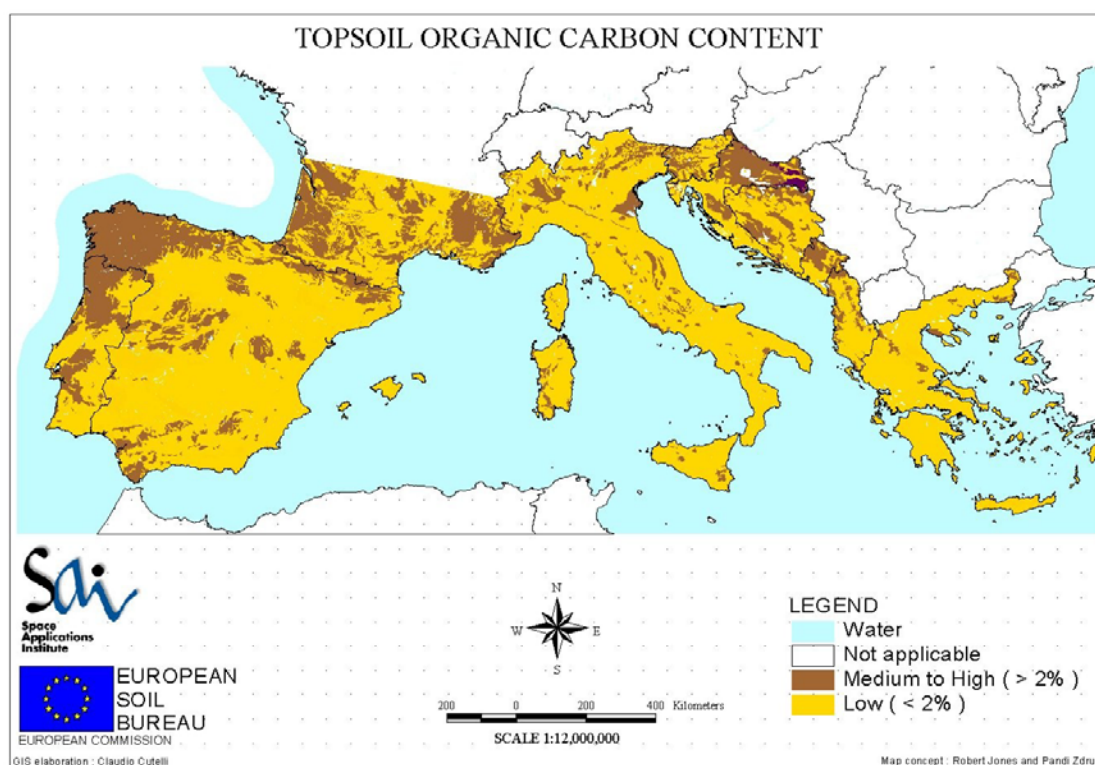 TOPSOIL ORGANIC CARBON CONTENT
Sai
Space
Applications
Institute
EUROPEAN
SOIL
BUREAU
EUROPEAN COMMISSION
GIS elaboration : Claudio Cutelli
N
W E
S
200 0 200 400 Kilometers
SCALE 1:12,000,000
LEGEND
Water
Not applicable
Medium to High ( > 2% )
Low ( < 2% )
Map concept : Robert Jones and Pandi Zdru